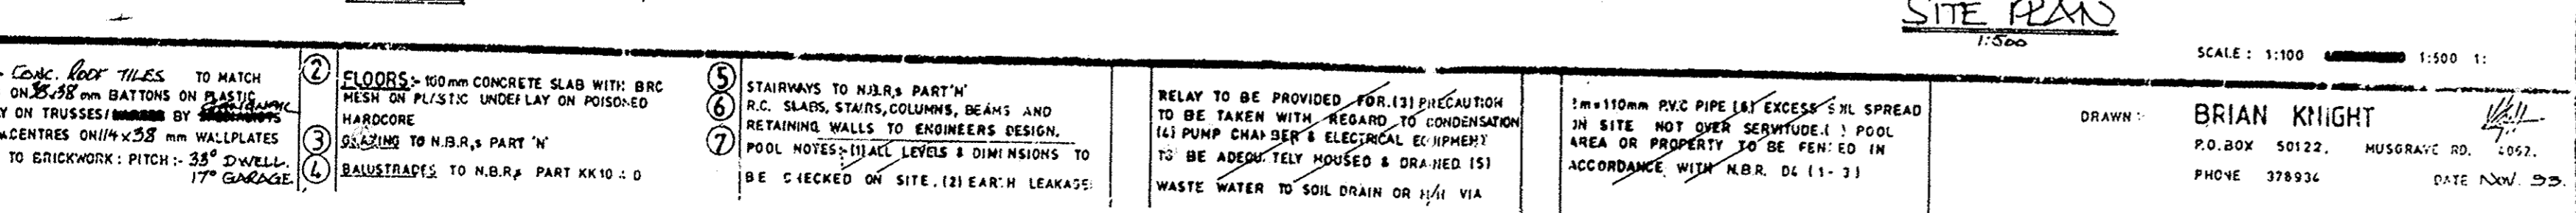 SITE PLAN
1:500
SCALE: 1:100 1:500 1:
CONC. ROOF TILES TO MATCH
ON 38x38 mm BATTONS ON PLASTIC
Y ON TRUSSES/ BY
CENTRES ON 114x38 mm WALLPLATES
TO BRICKWORK: PITCH:- 33° DWELL.
17° GARAGE.
② FLOORS:- 100mm CONCRETE SLAB WITH BRC
MESH ON PLASTIC UNDERLAY ON POISONED
HARDCORE
③ GLAZING TO N.B.R,s PART 'N'
④ BALUSTRADES TO N.B.R,s PART KK10
⑤ STAIRWAYS TO N.B.R,s PART 'M'
⑥ R.C. SLABS, STAIRS, COLUMNS, BEAMS AND
RETAINING WALLS TO ENGINEERS DESIGN.
⑦ POOL NOTES:-(1) ALL LEVELS & DIMENSIONS TO
BE CHECKED ON SITE. (2) EARTH LEAKAGE
RELAY TO BE PROVIDED FOR. (3) PRECAUTION
TO BE TAKEN WITH REGARD TO CONDENSATION
(4) PUMP CHAMBER & ELECTRICAL EQUIPMENT
TO BE ADEQUATELY HOUSED & DRAINED (5)
WASTE WATER TO SOIL DRAIN OR M/H VIA
110mm P.V.C PIPE (6) EXCESS SOIL SPREAD
ON SITE NOT OVER SERVITUDE. ( ) POOL
AREA OR PROPERTY TO BE FENCED IN
ACCORDANCE WITH N.B.R. D4 (1-3)
DRAWN:- BRIAN KNIGHT
P.O.BOX 50122, MUSGRAVE RD. 4062.
PHONE 378934 DATE NOV. 93.